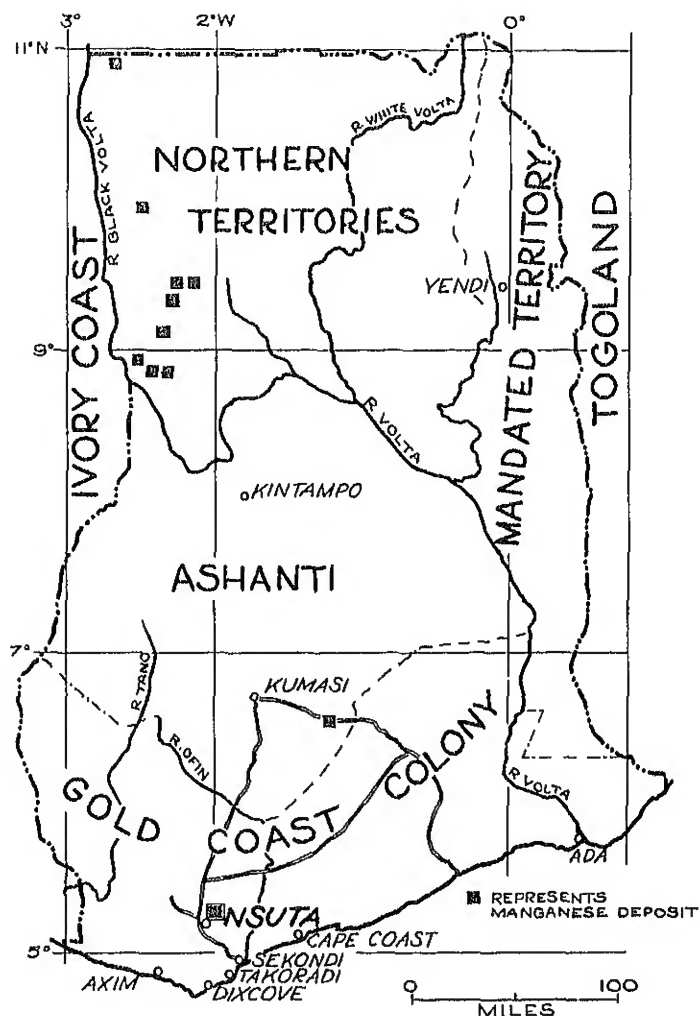 3°
2°W
0°
11°N
R. WHITE VOLTA
NORTHERN
TERRITORIES
R BLACK VOLTA
IVORY COAST
YENDI
MANDATED TERRITORY
TOGOLAND
9°
R. VOLTA
KINTAMPO
ASHANTI
7°
R. TANO
KUMASI
R. OFIN
GOLD
COAST
COLONY
R VOLTA
ADA
REPRESENTS
MANGANESE DEPOSIT
NSUTA
CAPE COAST
5°
SEKONDI
TAKORADI
AXIM
DIXCOVE
0
100
MILES